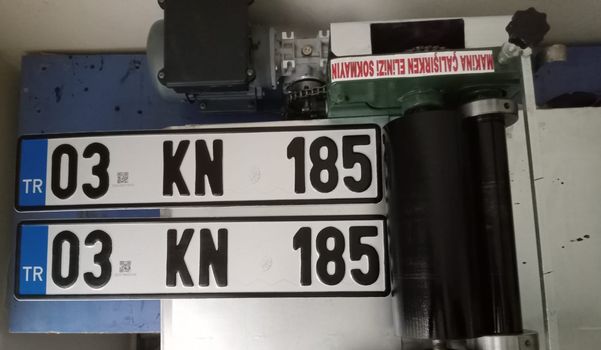 MAKİNA ÇALIŞIRKEN ELİNİZİ SOKMAYIN
TR 03 KN 185
TR 03 KN 185